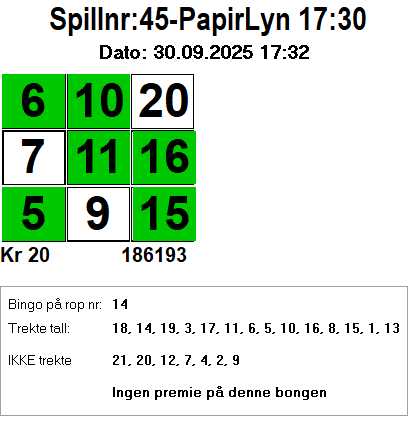 Spillnr:45-PapirLyn 17:30
Dato: 30.09.2025 17:32
6 10 20
7 11 16
5 9 15
Kr 20 186193
Bingo på rop nr: 14
Trekte tall: 18, 14, 19, 3, 17, 11, 6, 5, 10, 16, 8, 15, 1, 13
IKKE trekte 21, 20, 12, 7, 4, 2, 9
Ingen premie på denne bongen